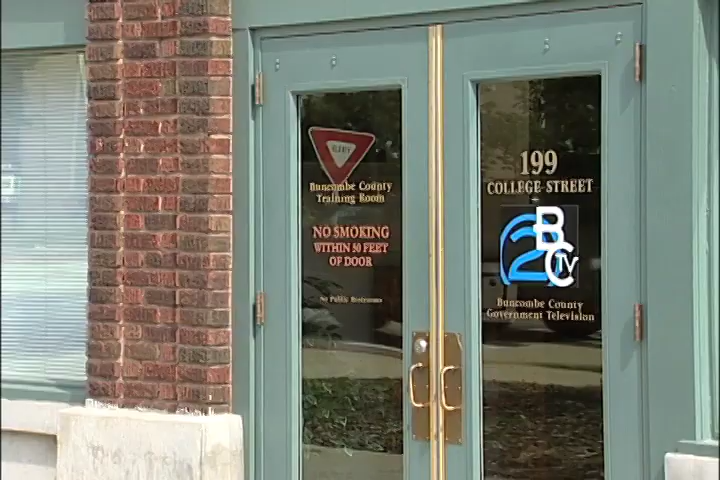 Buncombe County
Training Room
NO SMOKING
WITHIN 50 FEET
OF DOOR
No Public Restrooms
199
COLLEGE STREET
2
BC
TV
Buncombe County
Government Television